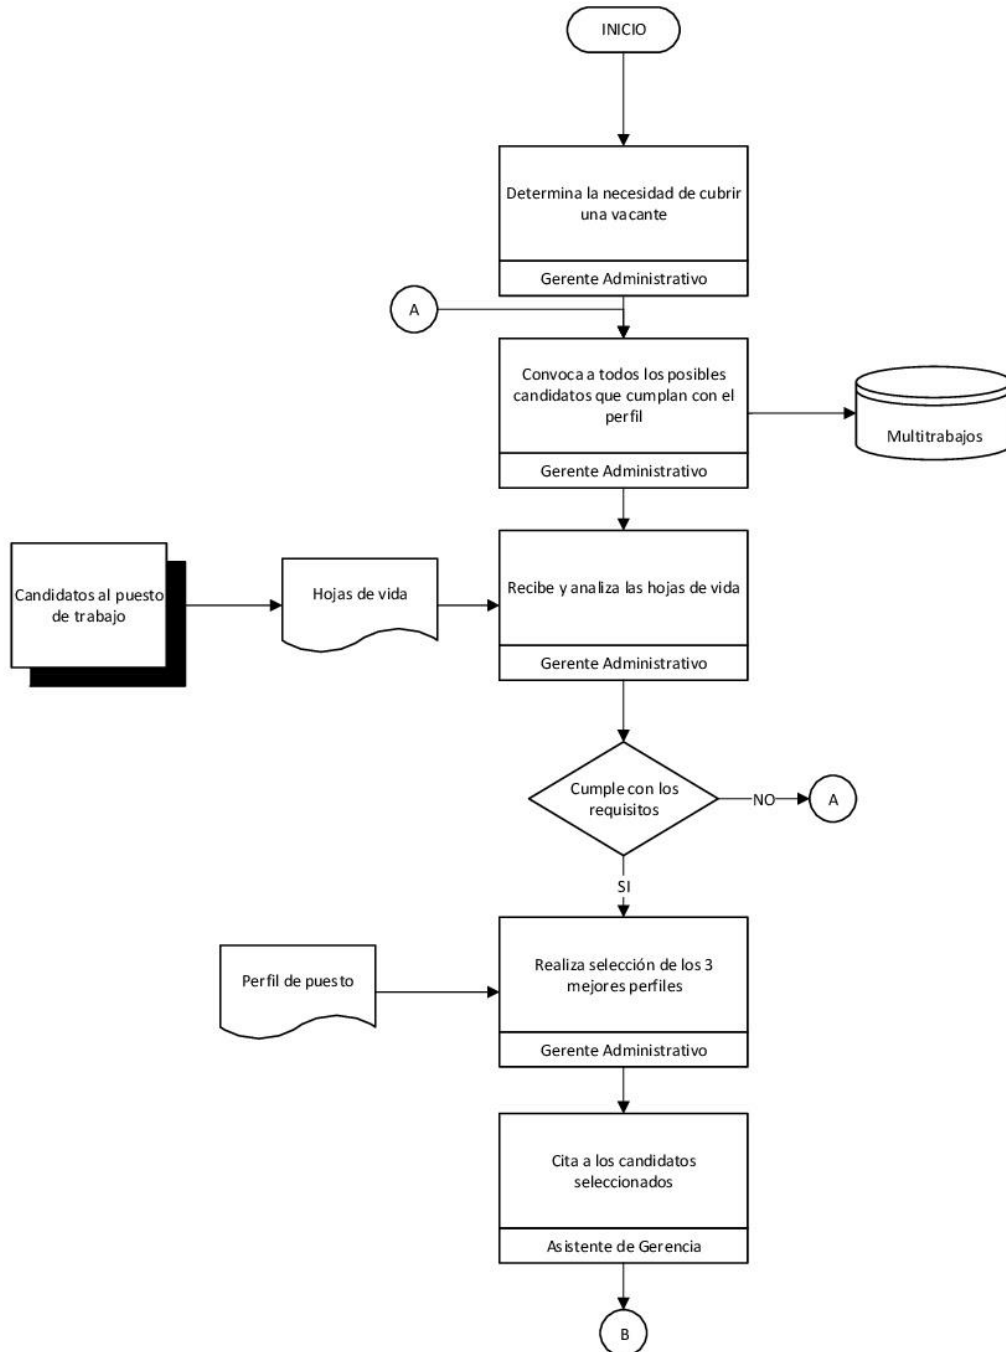 INICIO
Determina la necesidad de cubrir
una vacante
Gerente Administrativo
A
Convoca a todos los posibles
candidatos que cumplan con el
perfil
Multitrabajos
Gerente Administrativo
Candidatos al puesto
de trabajo
Hojas de vida
Recibe y analiza las hojas de vida
Gerente Administrativo
Cumple con los
requisitos
NO
A
SI
Perfil de puesto
Realiza selección de los 3
mejores perfiles
Gerente Administrativo
Cita a los candidatos
seleccionados
Asistente de Gerencia
B